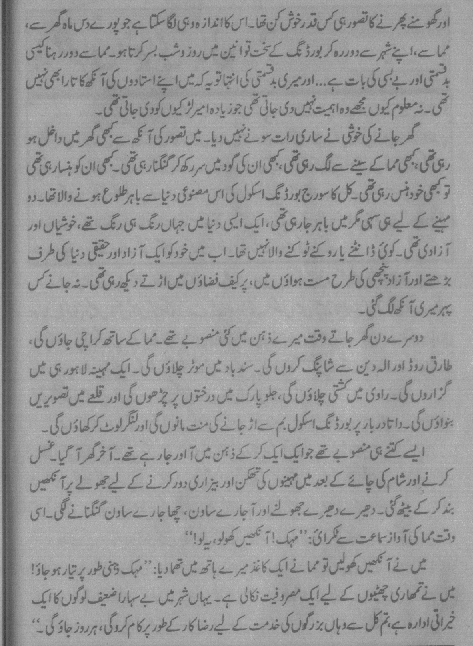 اور گھومنے پھرنے کا تصور ہی کس قدر خوش کن تھا۔ اس کا اندازہ وہی لگا سکتا ہے جو پورے دس ماہ گھر سے،
مما سے، اپنے شہر سے دور رہ کر بورڈنگ کے سخت قوانین میں روز و شب بسر کرتا ہو۔ مما سے دور رہنا کیسی
بدقسمتی اور بے بسی کی بات ہے... اور میری بدقسمتی کی انتہا تو یہ کہ میں اپنے استادوں کی آنکھ کا تارا بھی نہیں
تھی۔ نہ معلوم کیوں مجھے وہ اہمیت نہیں دی جاتی تھی جو زیادہ امیر لڑکیوں کو دی جاتی تھی۔
گھر جانے کی خوشی نے ساری رات سونے نہیں دیا۔ میں تصور کی آنکھ سے کبھی گھر میں داخل ہو
رہی تھی، کبھی مما کے سینے سے لگ رہی تھی، کبھی ان کی گود میں سر رکھ کر گنگنا رہی تھی۔ کبھی ان کو ہنسا رہی تھی
تو کبھی خود ہنس رہی تھی۔ کل کا سورج بورڈنگ اسکول کی اس مصنوعی دنیا سے باہر طلوع ہونے والا تھا۔ دو
مہینے کے لیے ہی سہی مگر میں باہر جا رہی تھی، ایک ایسی دنیا میں جہاں رنگ ہی رنگ تھے، خوشیاں اور
آزادی تھی۔ کوئی ڈانٹنے یا روکنے ٹوکنے والا نہیں تھا۔ اب میں خود کو ایک آزاد اور حقیقی دنیا کی طرف
بڑھتے اور آزاد پنچھی کی طرح مست ہواؤں میں، پرکیف فضاؤں میں اڑتے دیکھ رہی تھی۔ نہ جانے کس
پہر میری آنکھ لگ گئی۔
دوسرے دن گھر جاتے وقت میرے ذہن میں کئی منصوبے تھے۔ مما کے ساتھ کراچی جاؤں گی،
طارق روڈ اور الہ دین سے شاپنگ کروں گی۔ سندباد میں موٹر چلاؤں گی۔ ایک مہینہ لاہور ہی میں
گزاروں گی۔ راوی میں کشتی چلاؤں گی، جلو پارک میں درختوں پر چڑھوں گی اور قلعے میں تصویریں
بنواؤں گی۔ داتا دربار پر بورڈنگ اسکول بم سے اڑ جانے کی منت مانوں گی اور لنگر لوٹ کر کھاؤں گی۔
ایسے کتنے ہی منصوبے تھے جو ایک ایک کر کے ذہن میں آ اور جا رہے تھے۔ آخر گھر آ گیا۔ غسل
کرنے اور شام کی چائے کے بعد میں مہینوں کی تھکن اور بیزاری دور کرنے کے لیے جھولے پر آنکھیں
بند کر کے بیٹھ گئی۔ دھیرے دھیرے جھولنے اور آ جا رے ساون، چھا جا رے ساون گنگنانے لگی۔ اسی
وقت مما کی آواز سماعت سے ٹکرائی: ’’مہک! آنکھیں کھولو، یہ لو!‘‘
میں نے آنکھیں کھولیں تو مما نے ایک کاغذ میرے ہاتھ میں تھما دیا: ’’مہک ذہنی طور پر تیار ہو جاؤ!
میں نے تمھاری چھٹیوں کے لیے ایک مصروفیت نکالی ہے۔ یہاں شہر میں بے سہارا ضعیف لوگوں کا ایک
خیراتی ادارہ ہے، تم کل سے وہاں بزرگوں کی خدمت کے لیے رضا کار کے طور پر کام کرو گی، ہر روز جاؤ گی۔‘‘